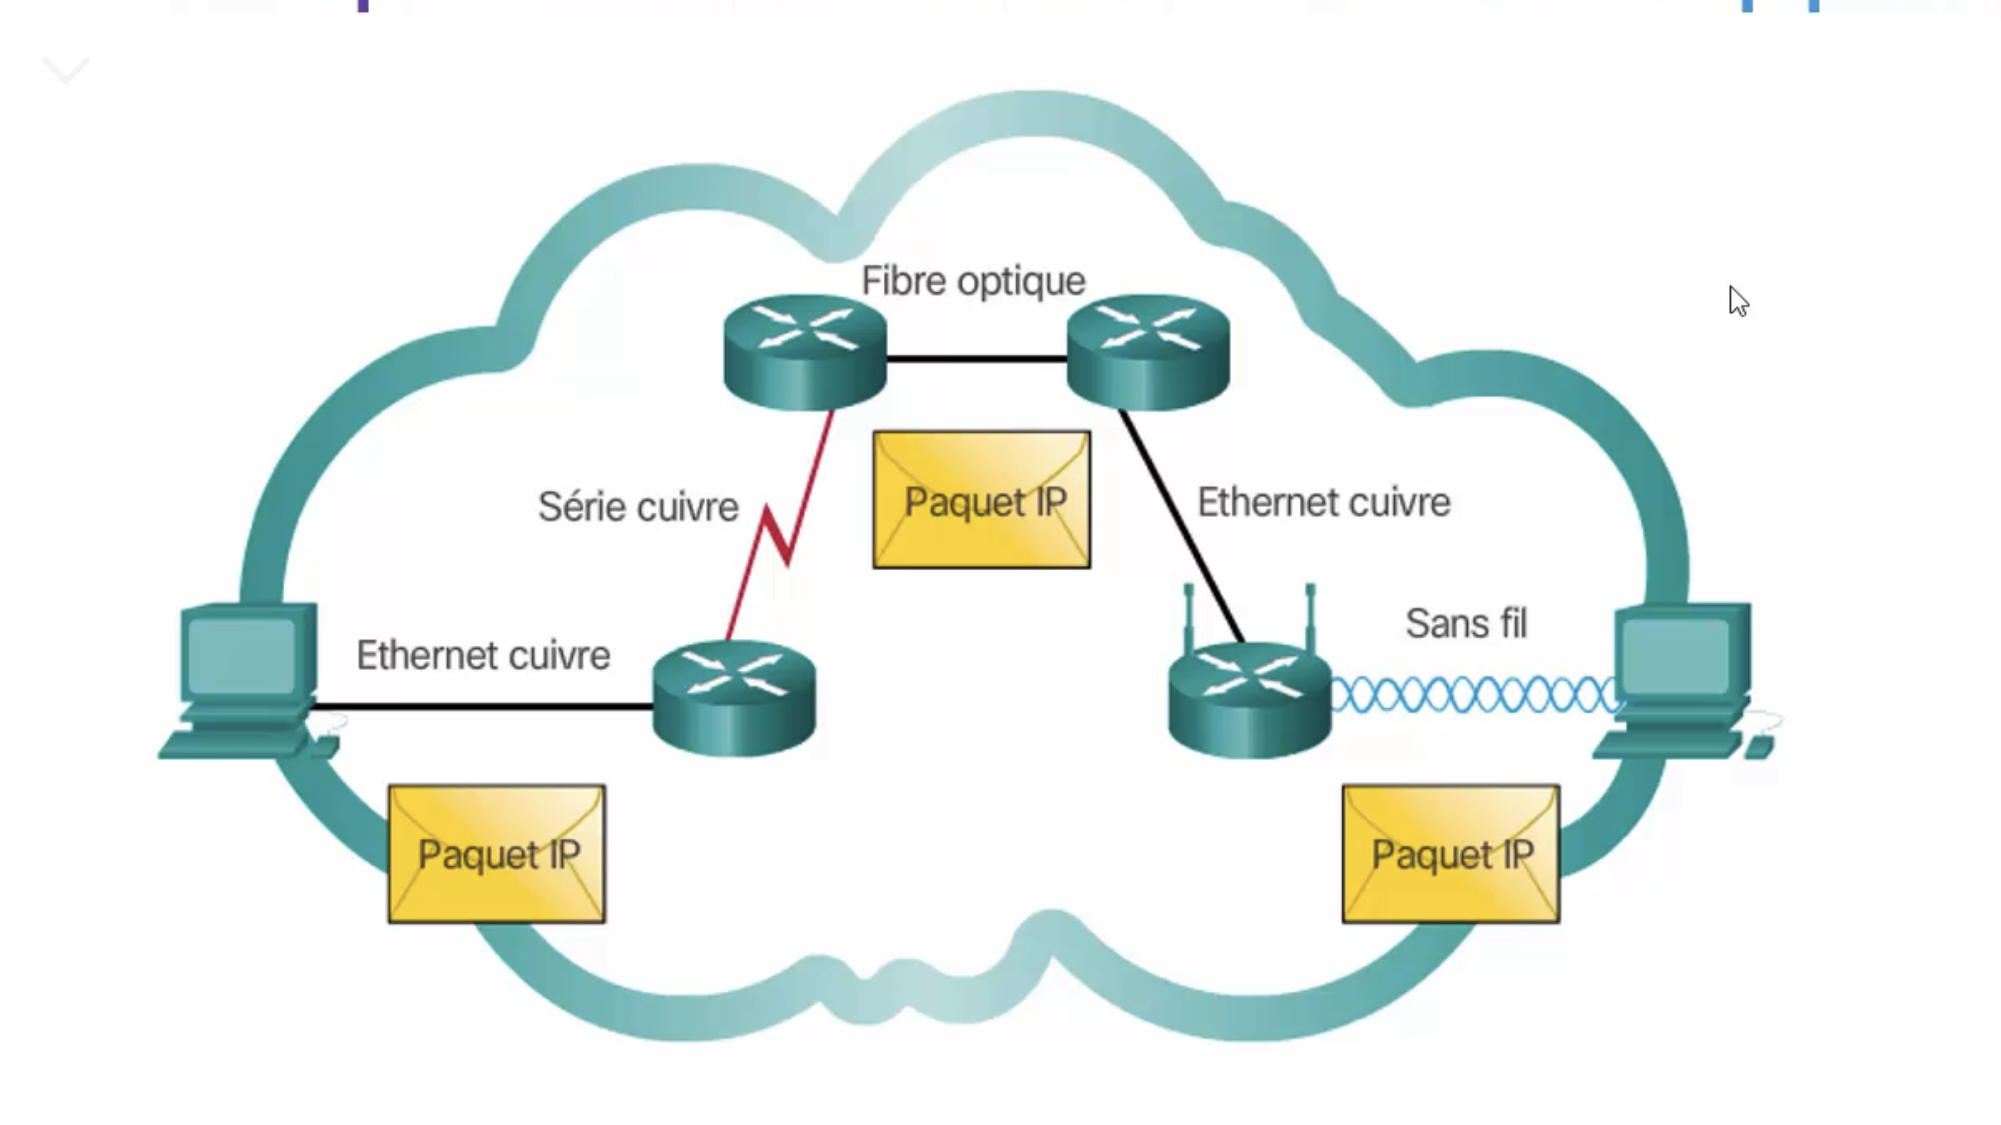 Fibre optique
Série cuivre
Paquet IP
Ethernet cuivre
Sans fil
Ethernet cuivre
Paquet IP
Paquet IP